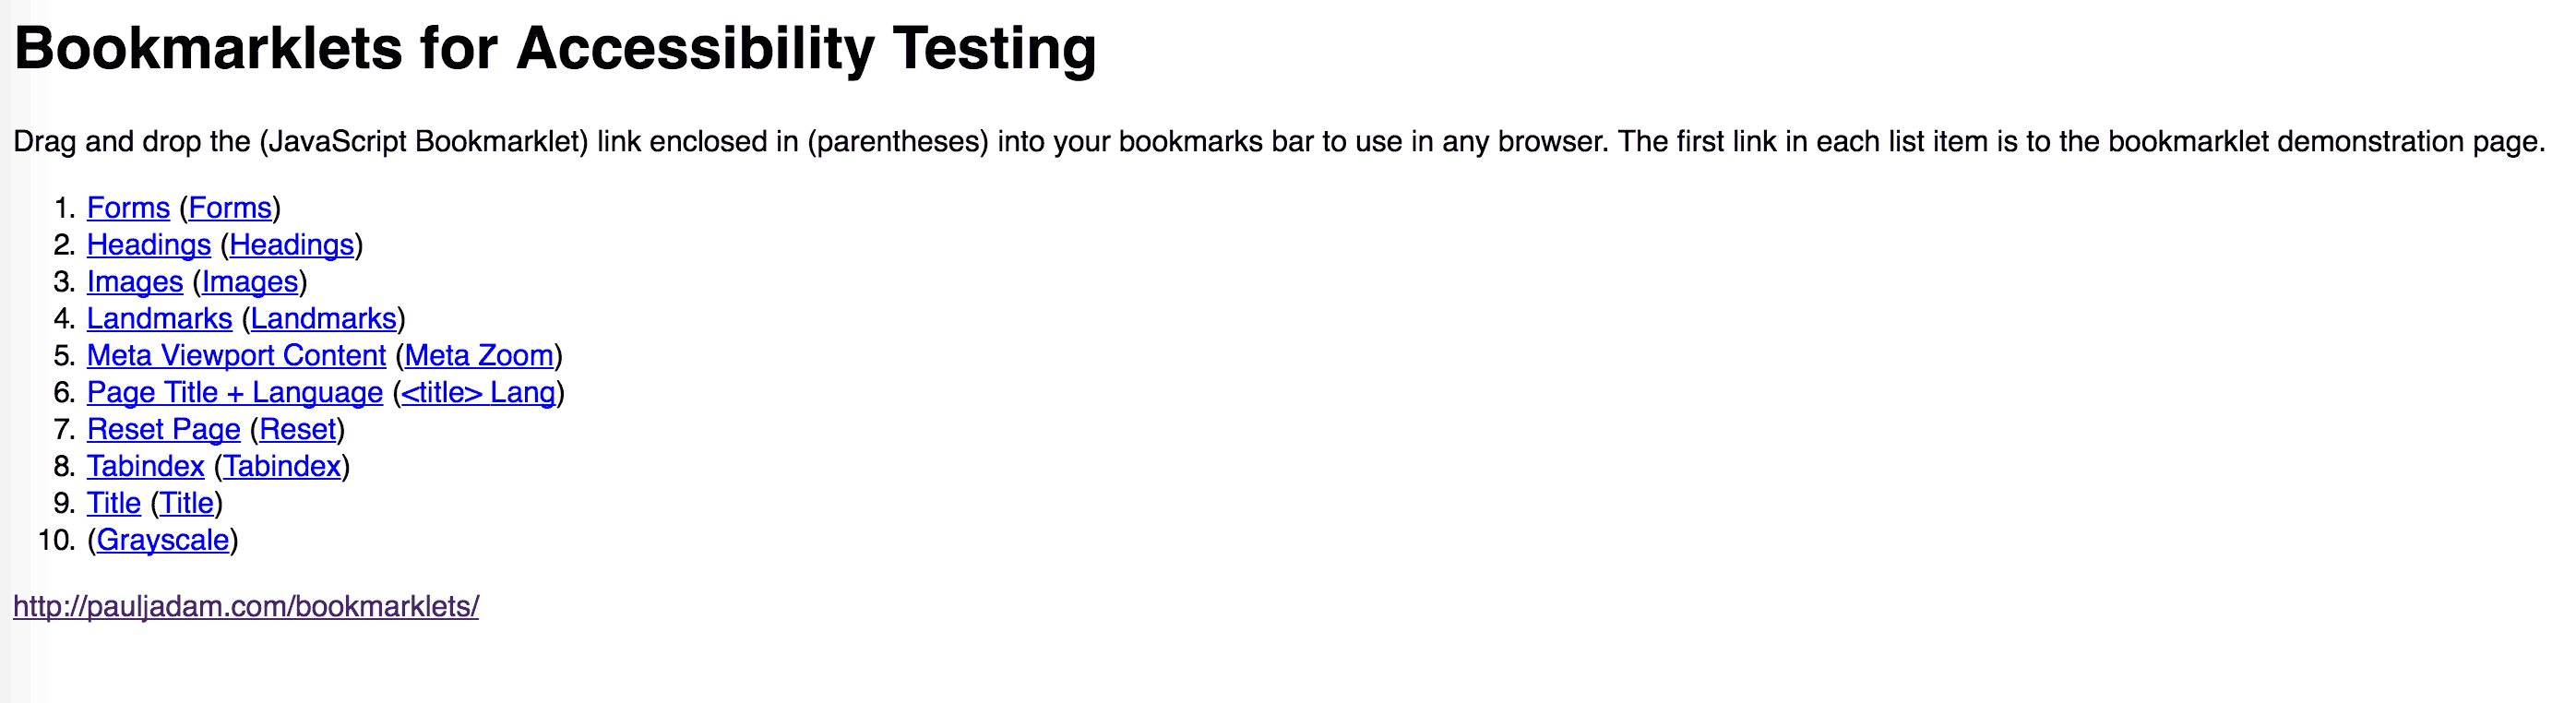 Bookmarklets for Accessibility Testing
Drag and drop the (JavaScript Bookmarklet) link enclosed in (parentheses) into your bookmarks bar to use in any browser. The first link in each list item is to the bookmarklet demonstration page.
1. Forms (Forms)
2. Headings (Headings)
3. Images (Images)
4. Landmarks (Landmarks)
5. Meta Viewport Content (Meta Zoom)
6. Page Title + Language (<title> Lang)
7. Reset Page (Reset)
8. Tabindex (Tabindex)
9. Title (Title)
10. (Grayscale)
http://pauljadam.com/bookmarklets/